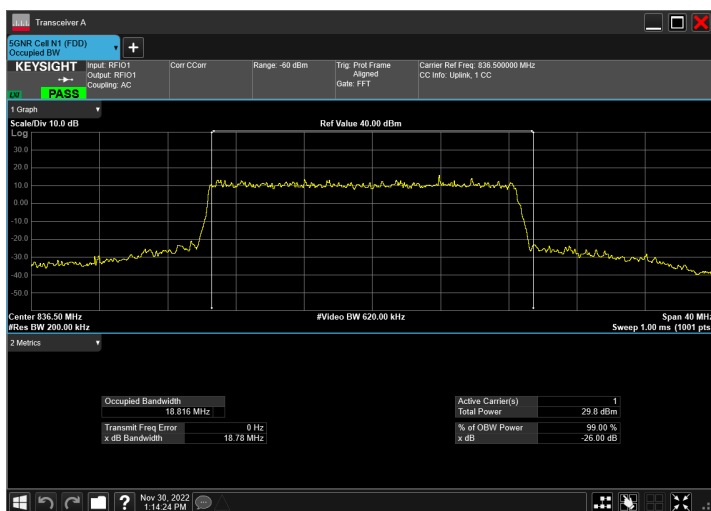 Transceiver A
5GNR Cell N1 (FDD)
Occupied BW
KEYSIGHT
LXI
PASS
Input: RFIO1
Output: RFIO1
Coupling: AC
Corr CCorr
Range: -60 dBm
Trig: Prot Frame
Aligned
Gate: FFT
Carrier Ref Freq: 836.500000 MHz
CC Info: Uplink, 1 CC
1 Graph
Scale/Div 10.0 dB
Ref Value 40.00 dBm
Log
30.0
20.0
10.0
0.00
-10.0
-20.0
-30.0
-40.0
-50.0
Center 836.50 MHz
#Video BW 620.00 kHz
Span 40 MHz
#Res BW 200.00 kHz
Sweep 1.00 ms (1001 pts
2 Metrics
Occupied Bandwidth
18.816 MHz
Transmit Freq Error 0 Hz
x dB Bandwidth 18.78 MHz
Active Carrier(s) 1
Total Power 29.8 dBm
% of OBW Power 99.00 %
x dB -26.00 dB
Nov 30, 2022
1:14:24 PM